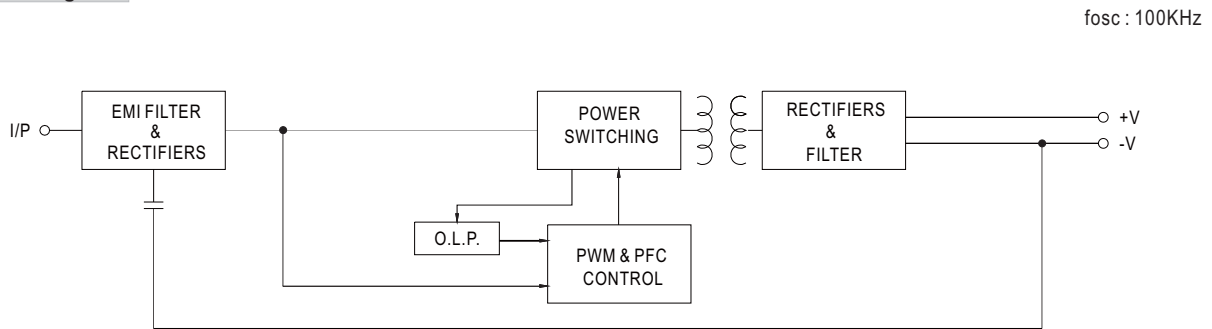 fosc : 100KHz
I/P
EMI FILTER
&
RECTIFIERS
POWER
SWITCHING
RECTIFIERS
&
FILTER
+V
-V
O.L.P.
PWM & PFC
CONTROL